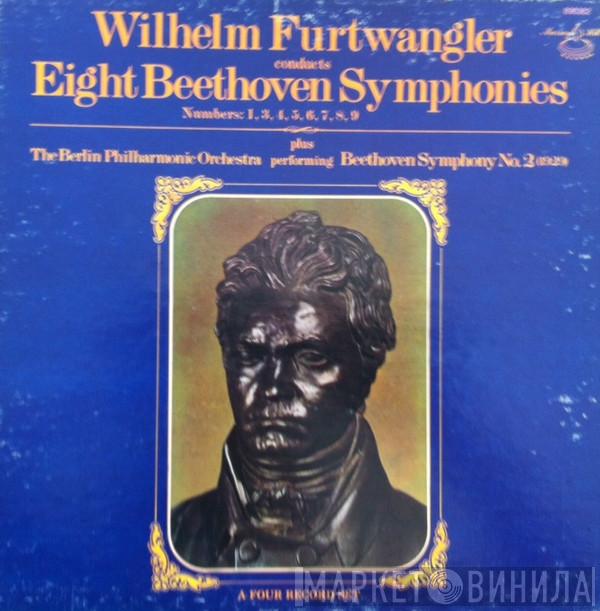 Wilhelm Furtwangler
conducts
Eight Beethoven Symphonies
Numbers: 1, 3, 4, 5, 6, 7, 8, 9
plus
The Berlin Philharmonic Orchestra performing Beethoven Symphony No. 2 (1929)
A FOUR RECORD SET
МАРКЕТ ВИНИЛА